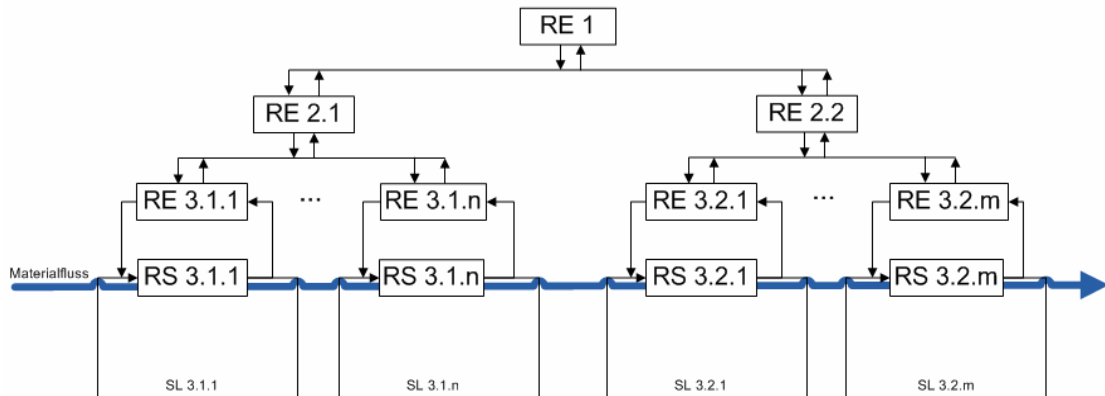 RE 1
RE 2.1
RE 2.2
RE 3.1.1
...
RE 3.1.n
RE 3.2.1
...
RE 3.2.m
Materialfluss
RS 3.1.1
RS 3.1.n
RS 3.2.1
RS 3.2.m
SL 3.1.1
SL 3.1.n
SL 3.2.1
SL 3.2.m